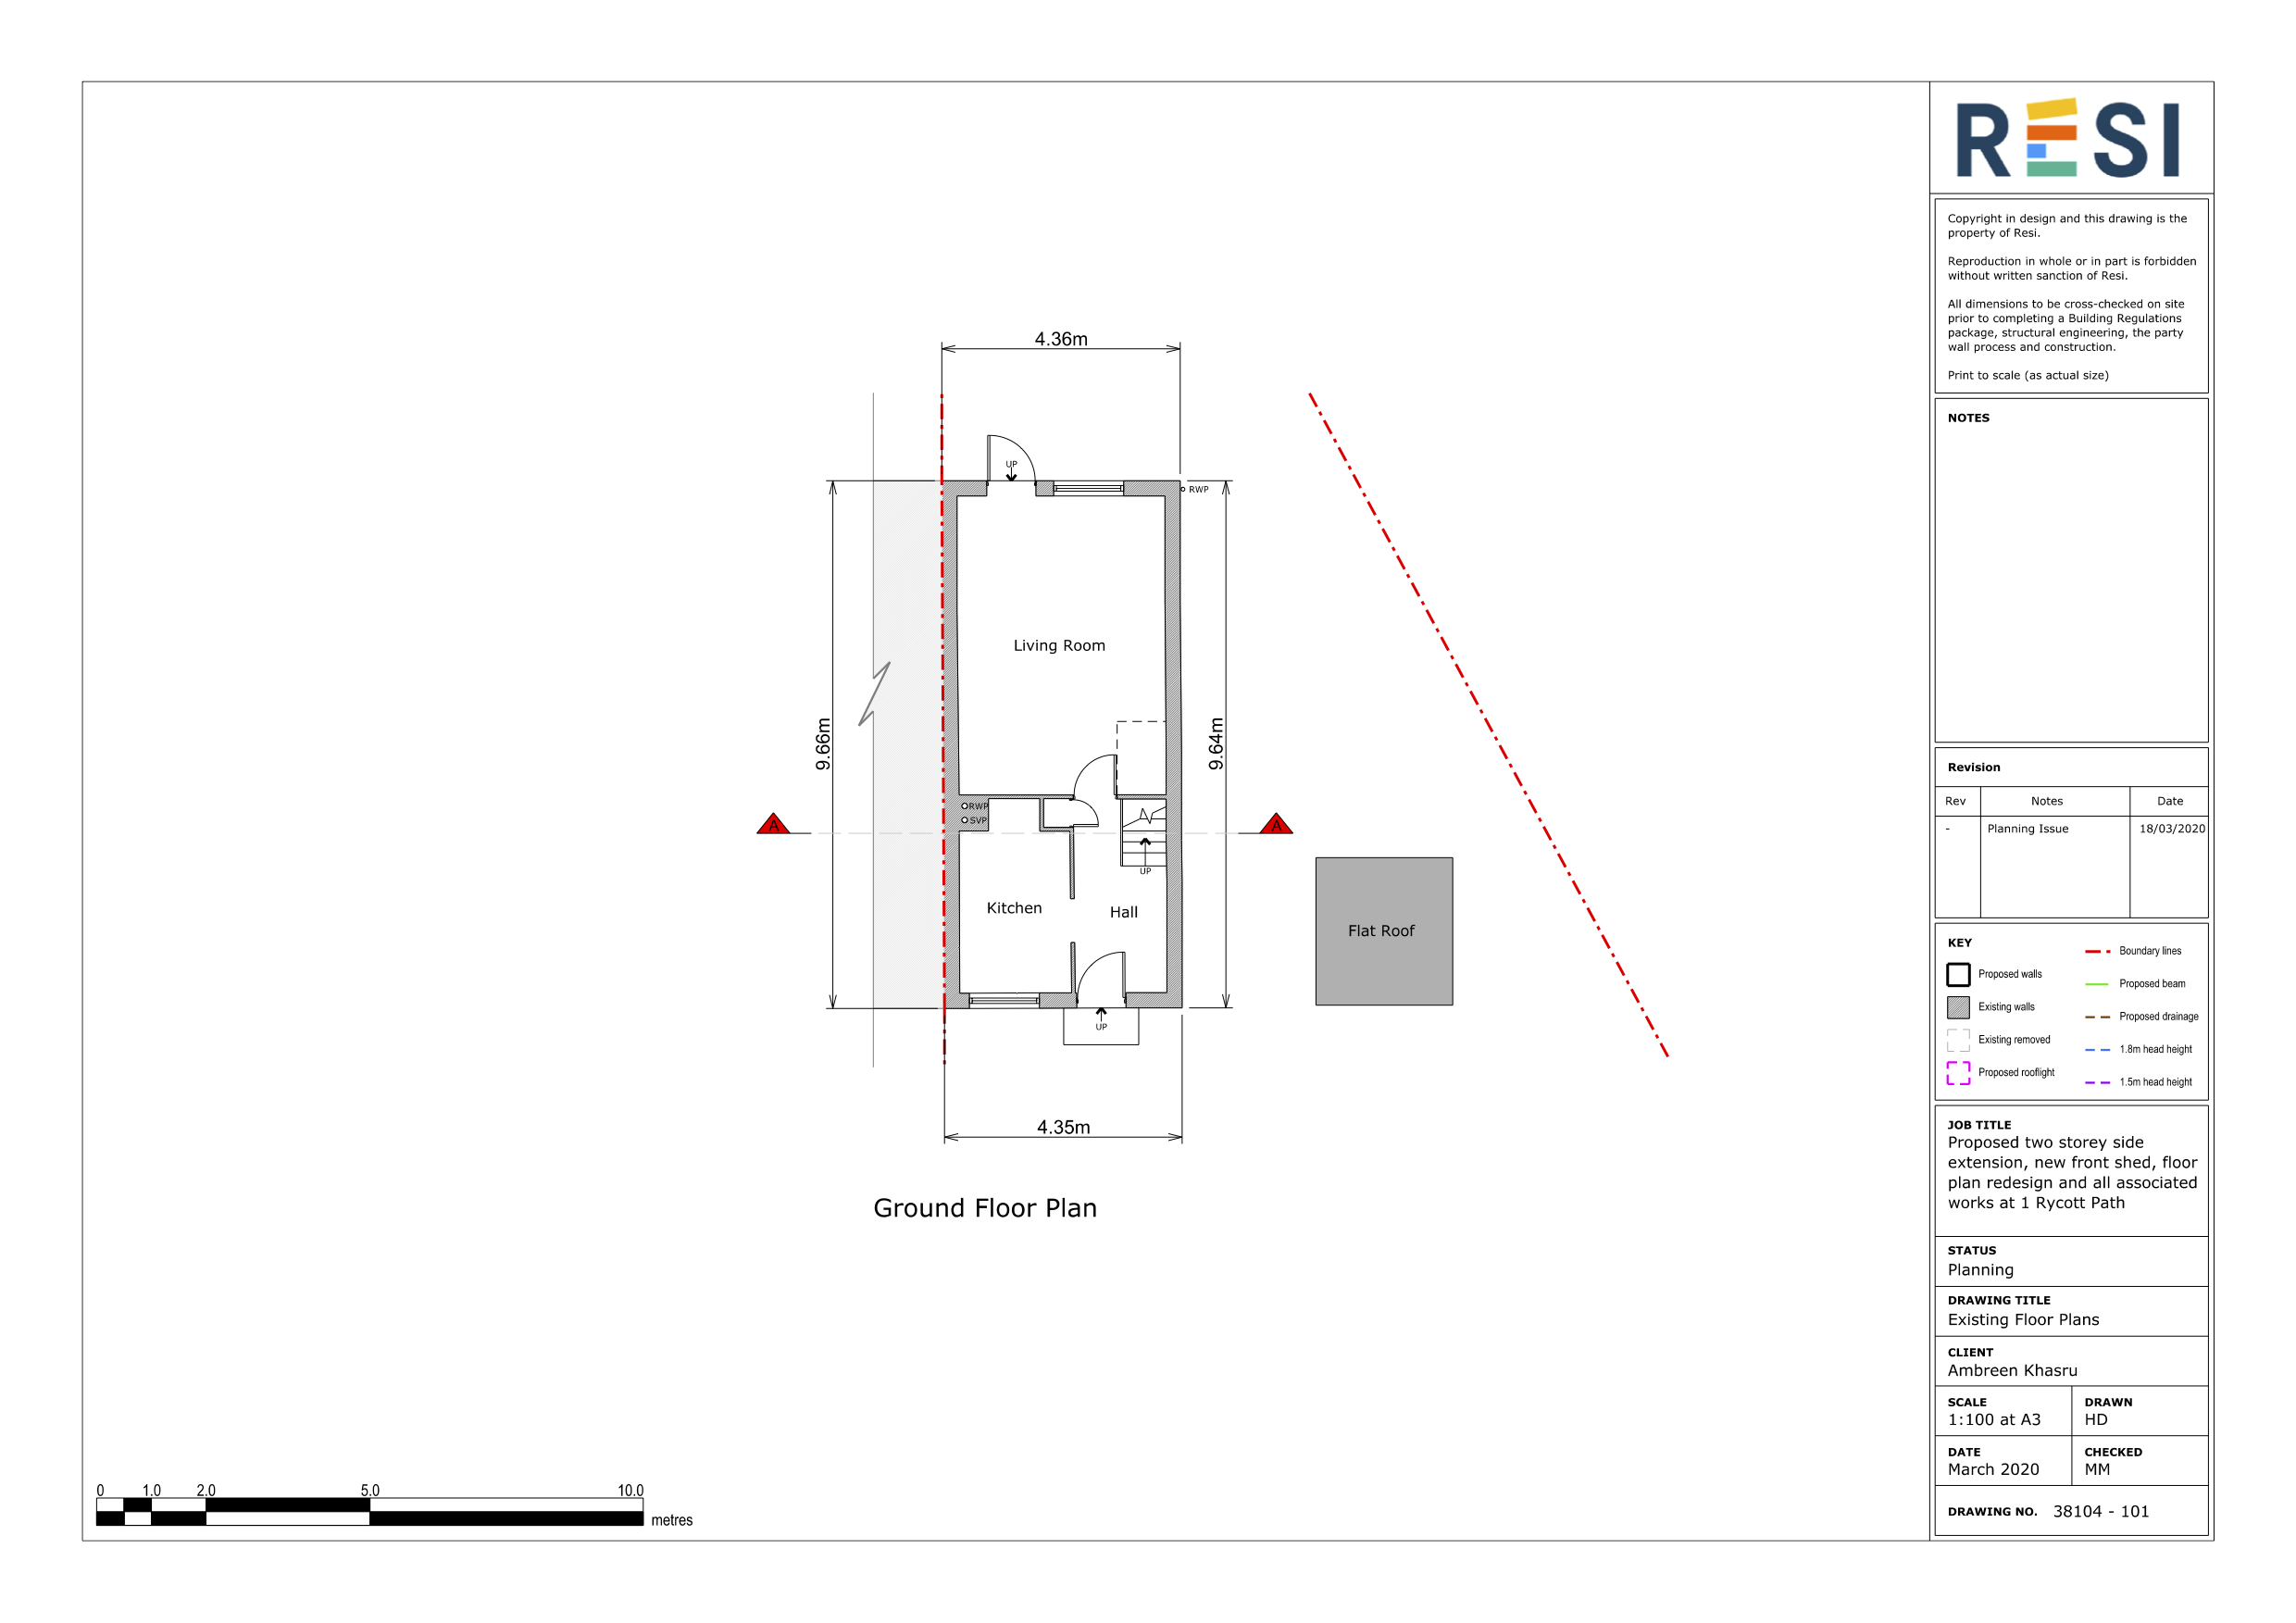 RESI
Copyright in design and this drawing is the
property of Resi.
Reproduction in whole or in part is forbidden
without written sanction of Resi.
All dimensions to be cross-checked on site
prior to completing a Building Regulations
package, structural engineering, the party
wall process and construction.
Print to scale (as actual size)
NOTES
Revision
Rev Notes Date
- Planning Issue 18/03/2020
KEY
Proposed walls
Existing walls
Existing removed
Proposed rooflight
Boundary lines
Proposed beam
Proposed drainage
1.8m head height
1.5m head height
JOB TITLE
Proposed two storey side
extension, new front shed, floor
plan redesign and all associated
works at 1 Rycott Path
STATUS
Planning
DRAWING TITLE
Existing Floor Plans
CLIENT
Ambreen Khasru
SCALE
1:100 at A3
DRAWN
HD
DATE
March 2020
CHECKED
MM
DRAWING NO. 38104 - 101
4.36m
UP
RWP
Living Room
9.66m
9.64m
RWP
SVP
A
A
UP
Kitchen
Hall
Flat Roof
UP
4.35m
Ground Floor Plan
0 1.0 2.0 5.0 10.0
metres